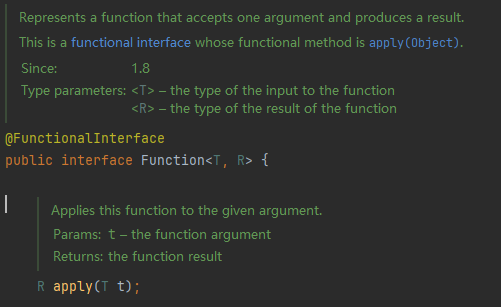 Represents a function that accepts one argument and produces a result.
This is a functional interface whose functional method is apply(Object).
Since: 1.8
Type parameters: <T> – the type of the input to the function
<R> – the type of the result of the function
@FunctionalInterface
public interface Function<T, R> {
Applies this function to the given argument.
Params: t – the function argument
Returns: the function result
R apply(T t);